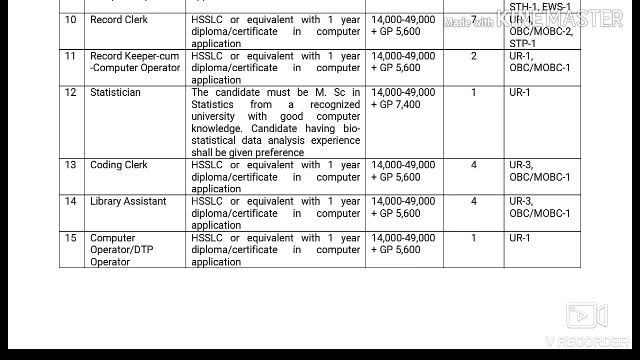 STH-1, EWS-1
10 Record Clerk HSSLC or equivalent with 1 year 14,000-49,000 7
diploma/certificate in computer + GP 5,600 OBC/MOBC-2,
application STP-1
Made with KINEMASTER
11 Record Keeper-cum HSSLC or equivalent with 1 year 14,000-49,000 2 UR-1,
-Computer Operator diploma/certificate in computer + GP 5,600 OBC/MOBC-1
application
12 Statistician The candidate must be M. Sc in 14,000-49,000 1 UR-1
Statistics from a recognized + GP 7,400
university with good computer
knowledge. Candidate having bio-
statistical data analysis experience
shall be given preference
13 Coding Clerk HSSLC or equivalent with 1 year 14,000-49,000 4 UR-3,
diploma/certificate in computer + GP 5,600 OBC/MOBC-1
application
14 Library Assistant HSSLC or equivalent with 1 year 14,000-49,000 4 UR-3,
diploma/certificate in computer + GP 5,600 OBC/MOBC-1
application
15 Computer HSSLC or equivalent with 1 year 14,000-49,000 1 UR-1
Operator/DTP diploma/certificate in computer + GP 5,600
Operator application
V RECORDER